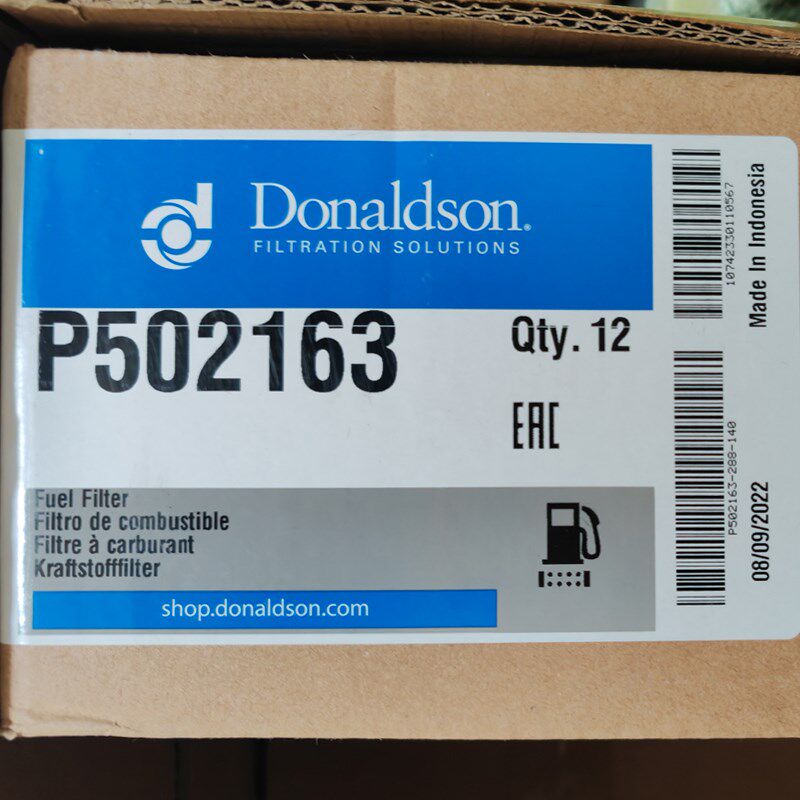 Donaldson®
FILTRATION SOLUTIONS
P502163
Qty. 12
EAC
Fuel Filter
Filtro de combustible
Filtre à carburant
Kraftstofffilter
shop.donaldson.com
10742330110567
Made In Indonesia
P502163-288-140
08/09/2022